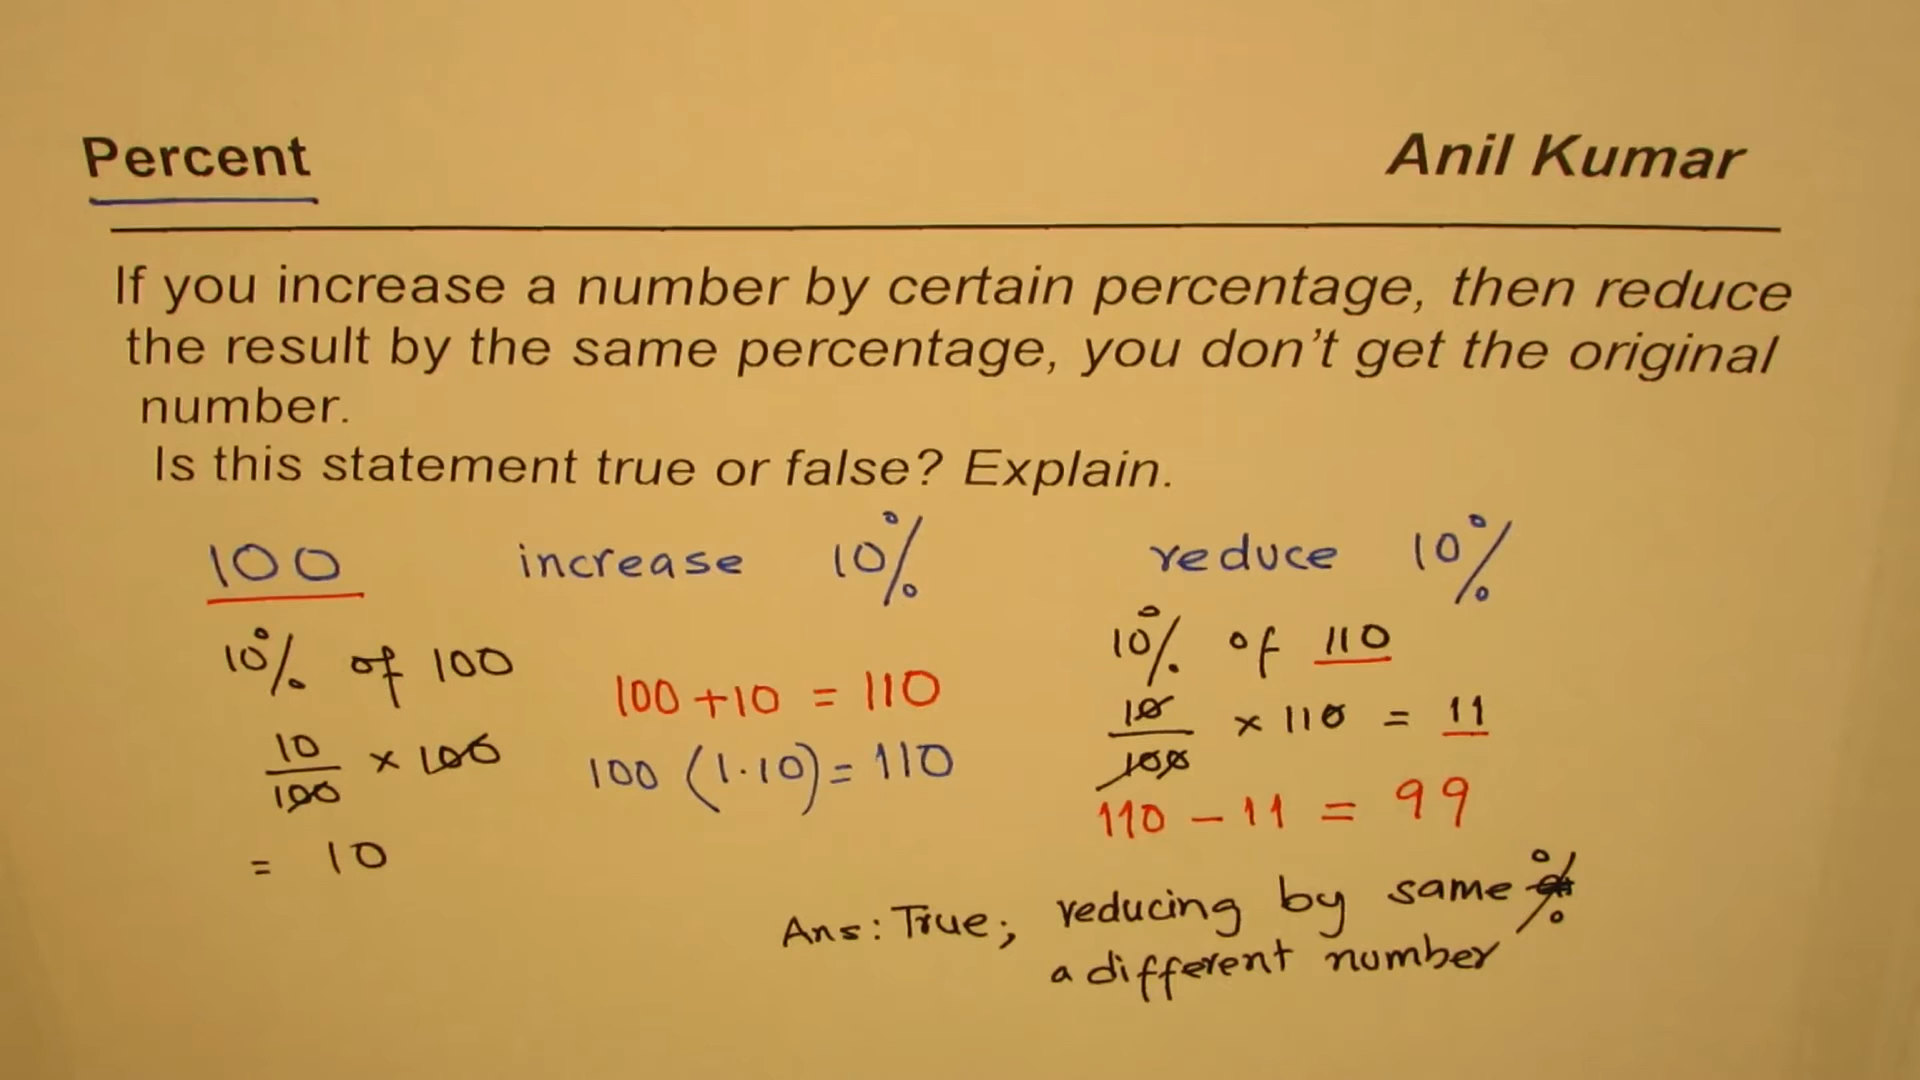 Percent
Anil Kumar
If you increase a number by certain percentage, then reduce
the result by the same percentage, you don't get the original
number.
Is this statement true or false? Explain.
100 increase 10% reduce 10%
10% of 100
10/100 × 100
= 10
100 + 10 = 110
100 (1.10) = 110
10% of 110
10/100 × 110 = 11
110 - 11 = 99
Ans: True; reducing by same %
a different number